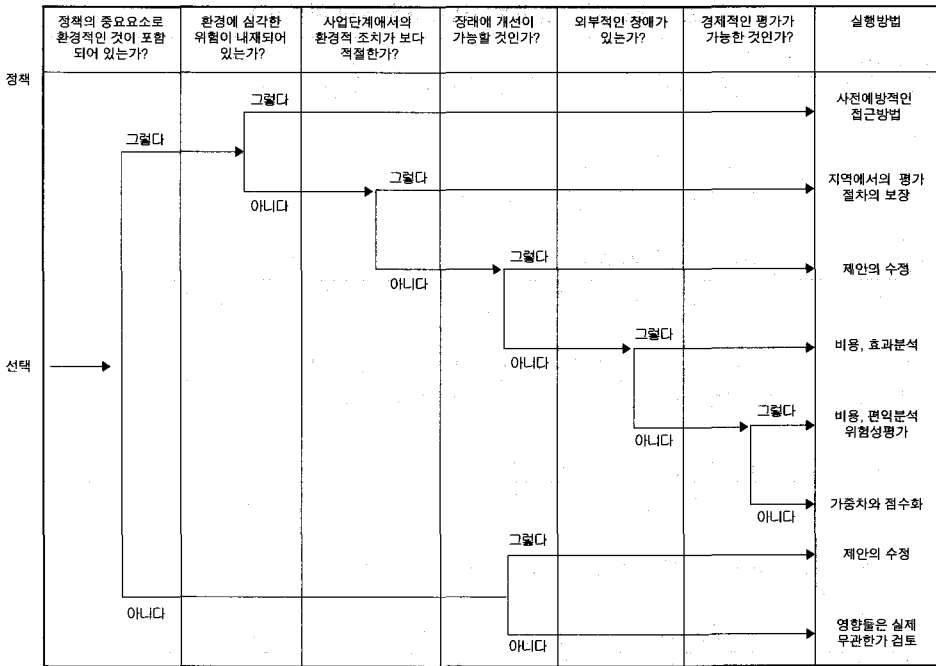 정책의 중요요소로
환경적인 것이 포함
되어 있는가?
환경에 심각한
위험이 내재되어
있는가?
사업단계에서의
환경적 조치가 보다
적절한가?
장래에 개선이
가능할 것인가?
외부적인 장애가
있는가?
경제적인 평가가
가능한 것인가?
실행방법
정책
그렇다
사전예방적인
접근방법
그렇다
아니다
그렇다
지역에서의 평가
절차의 보장
아니다
그렇다
제안의 수정
선택
아니다
그렇다
비용, 효과분석
아니다
그렇다
비용, 편익분석
위험성평가
아니다
가중차와 점수화
그렇다
제안의 수정
아니다
아니다
영향들은 실제
무관한가 검토